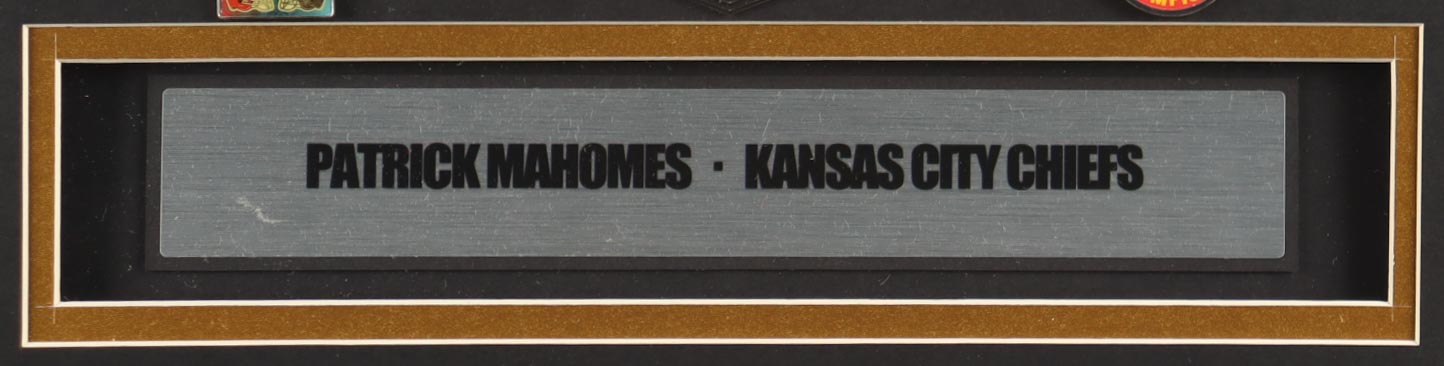 PATRICK MAHOMES · KANSAS CITY CHIEFS